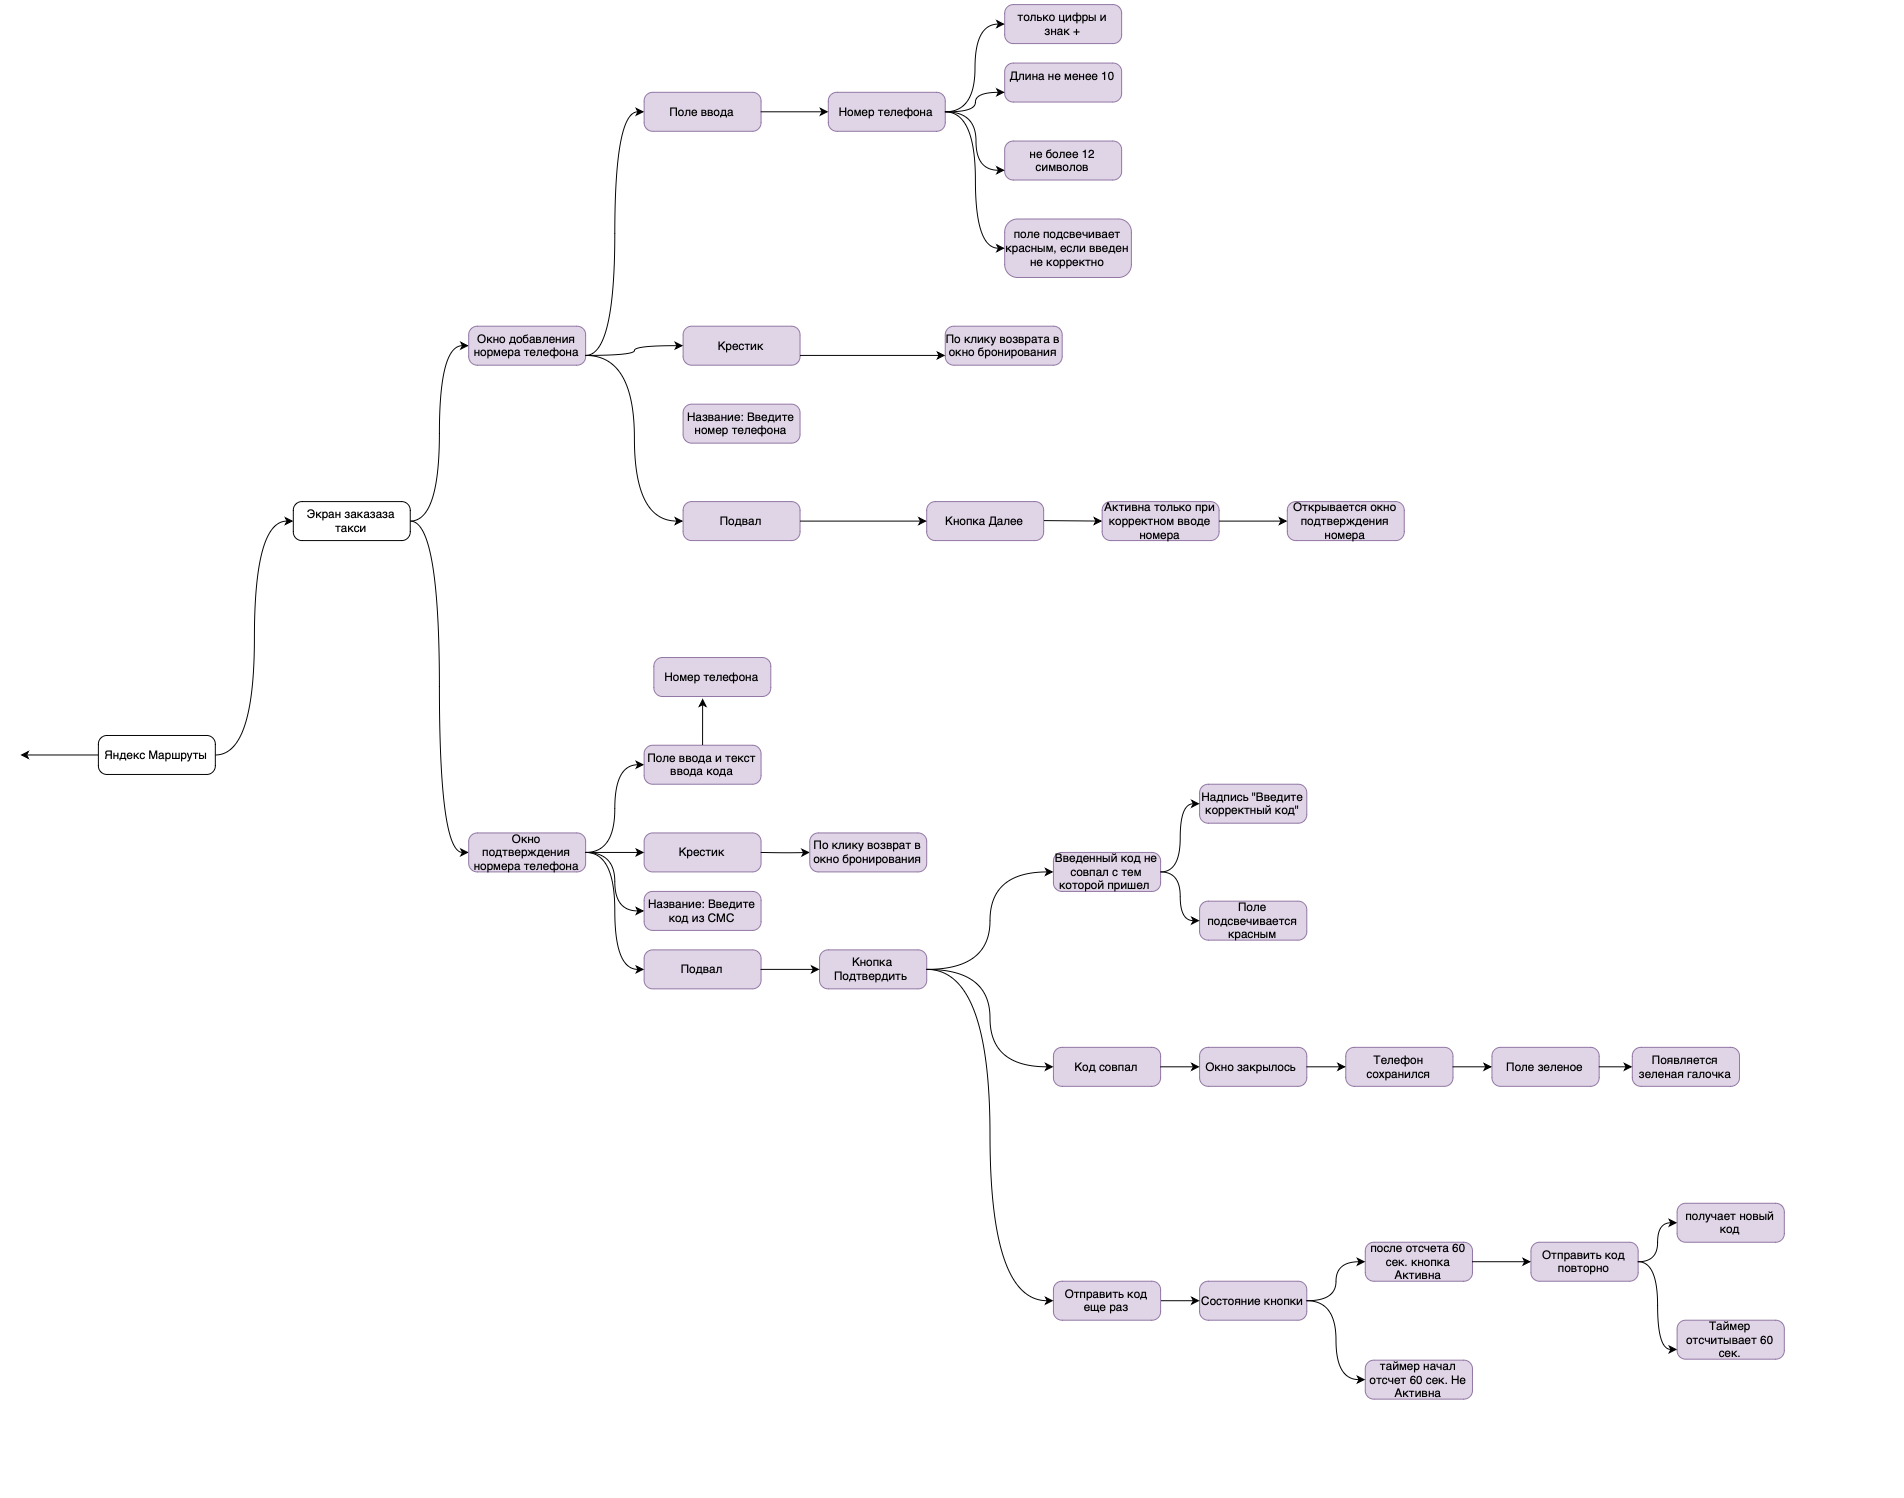 только цифры и
знак +
Длина не менее 10
Поле ввода
Номер телефона
не более 12
символов
поле подсвечивает
красным, если введен
не корректно
Окно добавления
нормера телефона
Крестик
По клику возврата в
окно бронирования
Название: Введите
номер телефона
Экран заказаза
такси
Подвал
Кнопка Далее
Активна только при
корректном вводе
номера
Открывается окно
подтверждения
номера
Номер телефона
Яндекс Маршруты
Поле ввода и текст
ввода кода
Надпись "Введите
корректный код"
Окно
подтверждения
нормера телефона
Крестик
По клику возврат в
окно бронирования
Введенный код не
совпал с тем
которой пришел
Название: Введите
код из СМС
Поле
подсвечивается
красным
Подвал
Кнопка
Подтвердить
Код совпал
Окно закрылось
Телефон
сохранился
Поле зеленое
Появляется
зеленая галочка
получает новый
код
после отсчета 60
сек. кнопка
Активна
Отправить код
повторно
Отправить код
еще раз
Состояние кнопки
Таймер
отсчитывает 60
сек.
таймер начал
отсчет 60 сек. Не
Активна